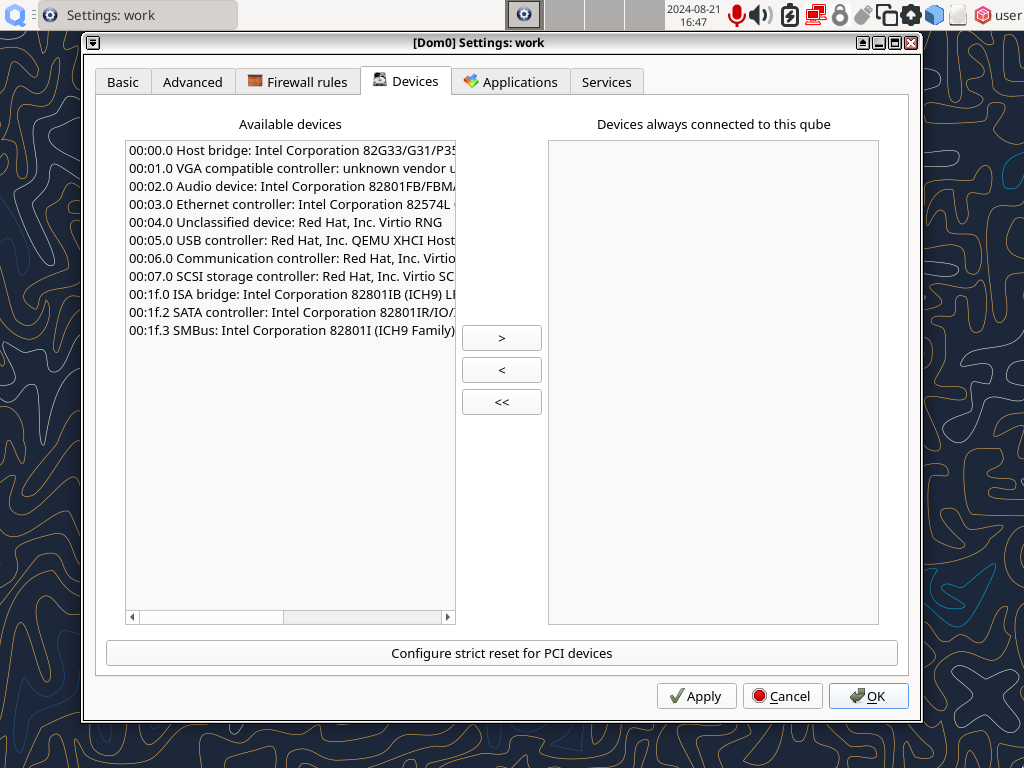 Settings: work
2024-08-21
16:47
user
[Dom0] Settings: work
Basic
Advanced
Firewall rules
Devices
Applications
Services
Available devices
Devices always connected to this qube
00:00.0 Host bridge: Intel Corporation 82G33/G31/P35
00:01.0 VGA compatible controller: unknown vendor u
00:02.0 Audio device: Intel Corporation 82801FB/FBM/
00:03.0 Ethernet controller: Intel Corporation 82574L
00:04.0 Unclassified device: Red Hat, Inc. Virtio RNG
00:05.0 USB controller: Red Hat, Inc. QEMU XHCI Host
00:06.0 Communication controller: Red Hat, Inc. Virtio
00:07.0 SCSI storage controller: Red Hat, Inc. Virtio SC
00:1f.0 ISA bridge: Intel Corporation 82801IB (ICH9) L
00:1f.2 SATA controller: Intel Corporation 82801IR/IO/
00:1f.3 SMBus: Intel Corporation 82801I (ICH9 Family)
>
<
<<
Configure strict reset for PCI devices
Apply
Cancel
OK